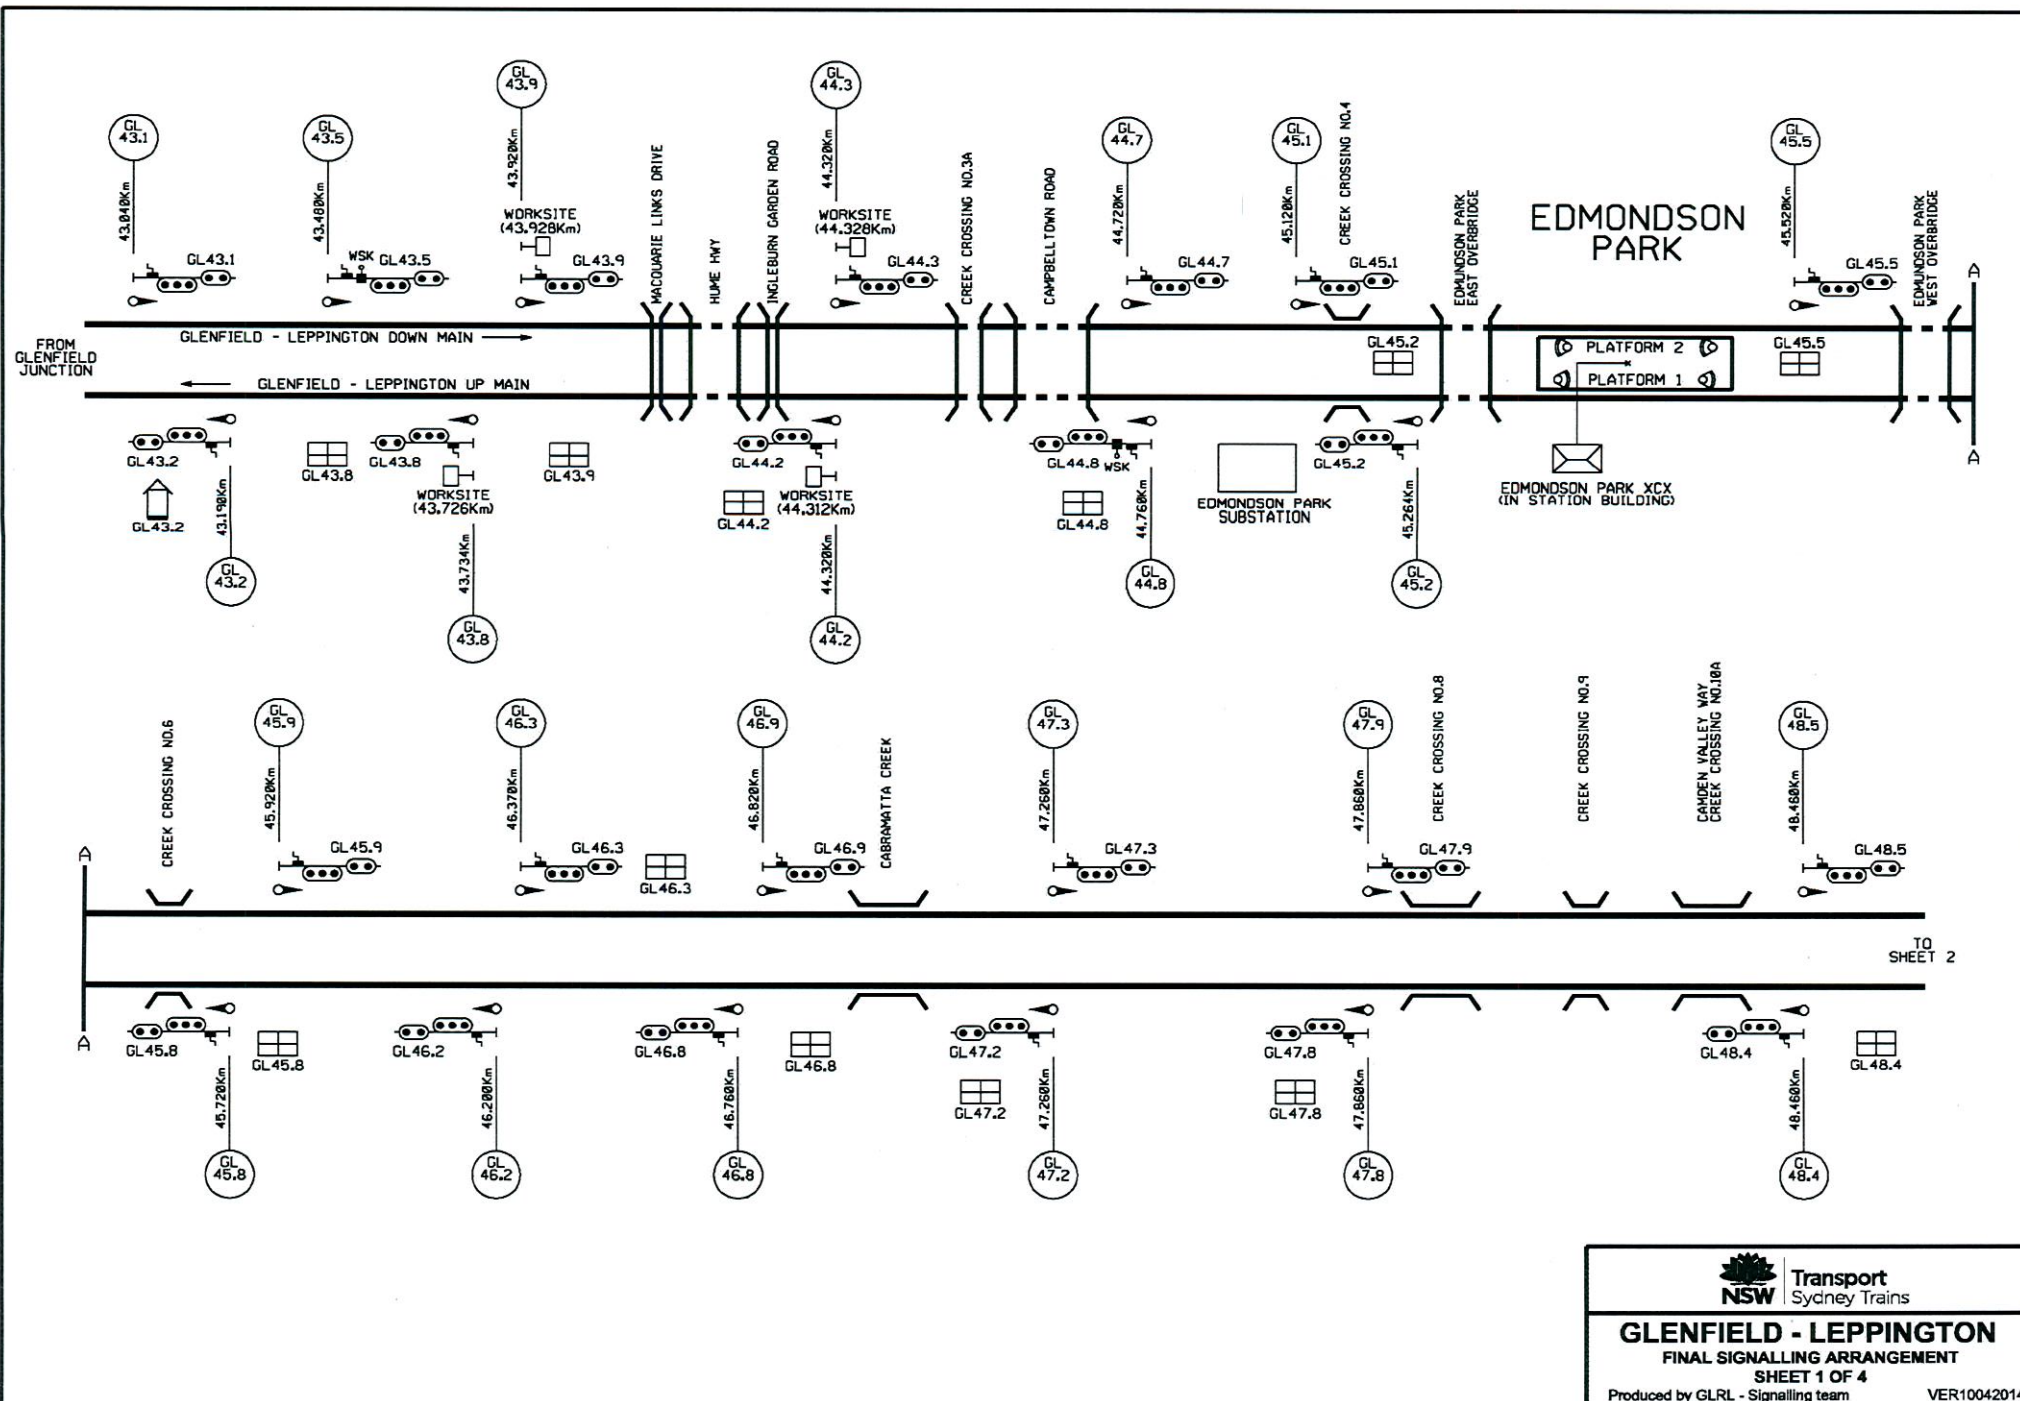 GL
43.1
GL
43.5
GL
43.9
GL
44.3
GL
44.7
GL
45.1
GL
45.5
43.040Km
43.480Km
43.920Km
44.320Km
44.720Km
45.120Km
45.520Km
WORKSITE
(43.928Km)
WORKSITE
(44.328Km)
MACQUARIE LINKS DRIVE
HUME HWY
INGLEBURN GARDEN ROAD
CREEK CROSSING NO.3A
CAMPBELLTOWN ROAD
CREEK CROSSING NO.4
EDMUNDSON PARK
EAST OVERBRIDGE
EDMONDSON
PARK
EDMUNDSON PARK
WEST OVERBRIDGE
GL43.1
WSK
GL43.5
GL43.9
GL44.3
GL44.7
GL45.1
GL45.5
A
FROM
GLENFIELD
JUNCTION
GLENFIELD - LEPPINGTON DOWN MAIN
GLENFIELD - LEPPINGTON UP MAIN
GL45.2
PLATFORM 2
PLATFORM 1
GL45.5
A
GL43.2
GL43.2
43.190Km
GL43.8
GL43.8
WORKSITE
(43.726Km)
43.734Km
GL43.9
GL44.2
GL44.2
WORKSITE
(44.312Km)
44.320Km
GL44.8
WSK
GL44.8
44.760Km
EDMONDSON PARK
SUBSTATION
GL45.2
45.264Km
EDMONDSON PARK XCX
(IN STATION BUILDING)
GL
43.2
GL
43.8
GL
44.2
GL
44.8
GL
45.2
GL
45.9
GL
46.3
GL
46.9
GL
47.3
GL
47.9
GL
48.5
CREEK CROSSING NO.6
45.920Km
46.370Km
46.820Km
CABRAMATTA CREEK
47.260Km
47.860Km
CREEK CROSSING NO.8
CREEK CROSSING NO.9
CAMDEN VALLEY WAY
CREEK CROSSING NO.10A
48.460Km
A
GL45.9
GL46.3
GL46.3
GL46.9
GL47.3
GL47.9
GL48.5
TO
SHEET 2
A
GL45.8
GL45.8
GL46.2
GL46.8
GL46.8
GL47.2
GL47.2
GL47.8
GL47.8
GL48.4
GL48.4
45.720Km
46.200Km
46.760Km
47.260Km
47.860Km
48.460Km
GL
45.8
GL
46.2
GL
46.8
GL
47.2
GL
47.8
GL
48.4
NSW
Transport
Sydney Trains
GLENFIELD - LEPPINGTON
FINAL SIGNALLING ARRANGEMENT
SHEET 1 OF 4
Produced by GLRL - Signalling team VER10042014